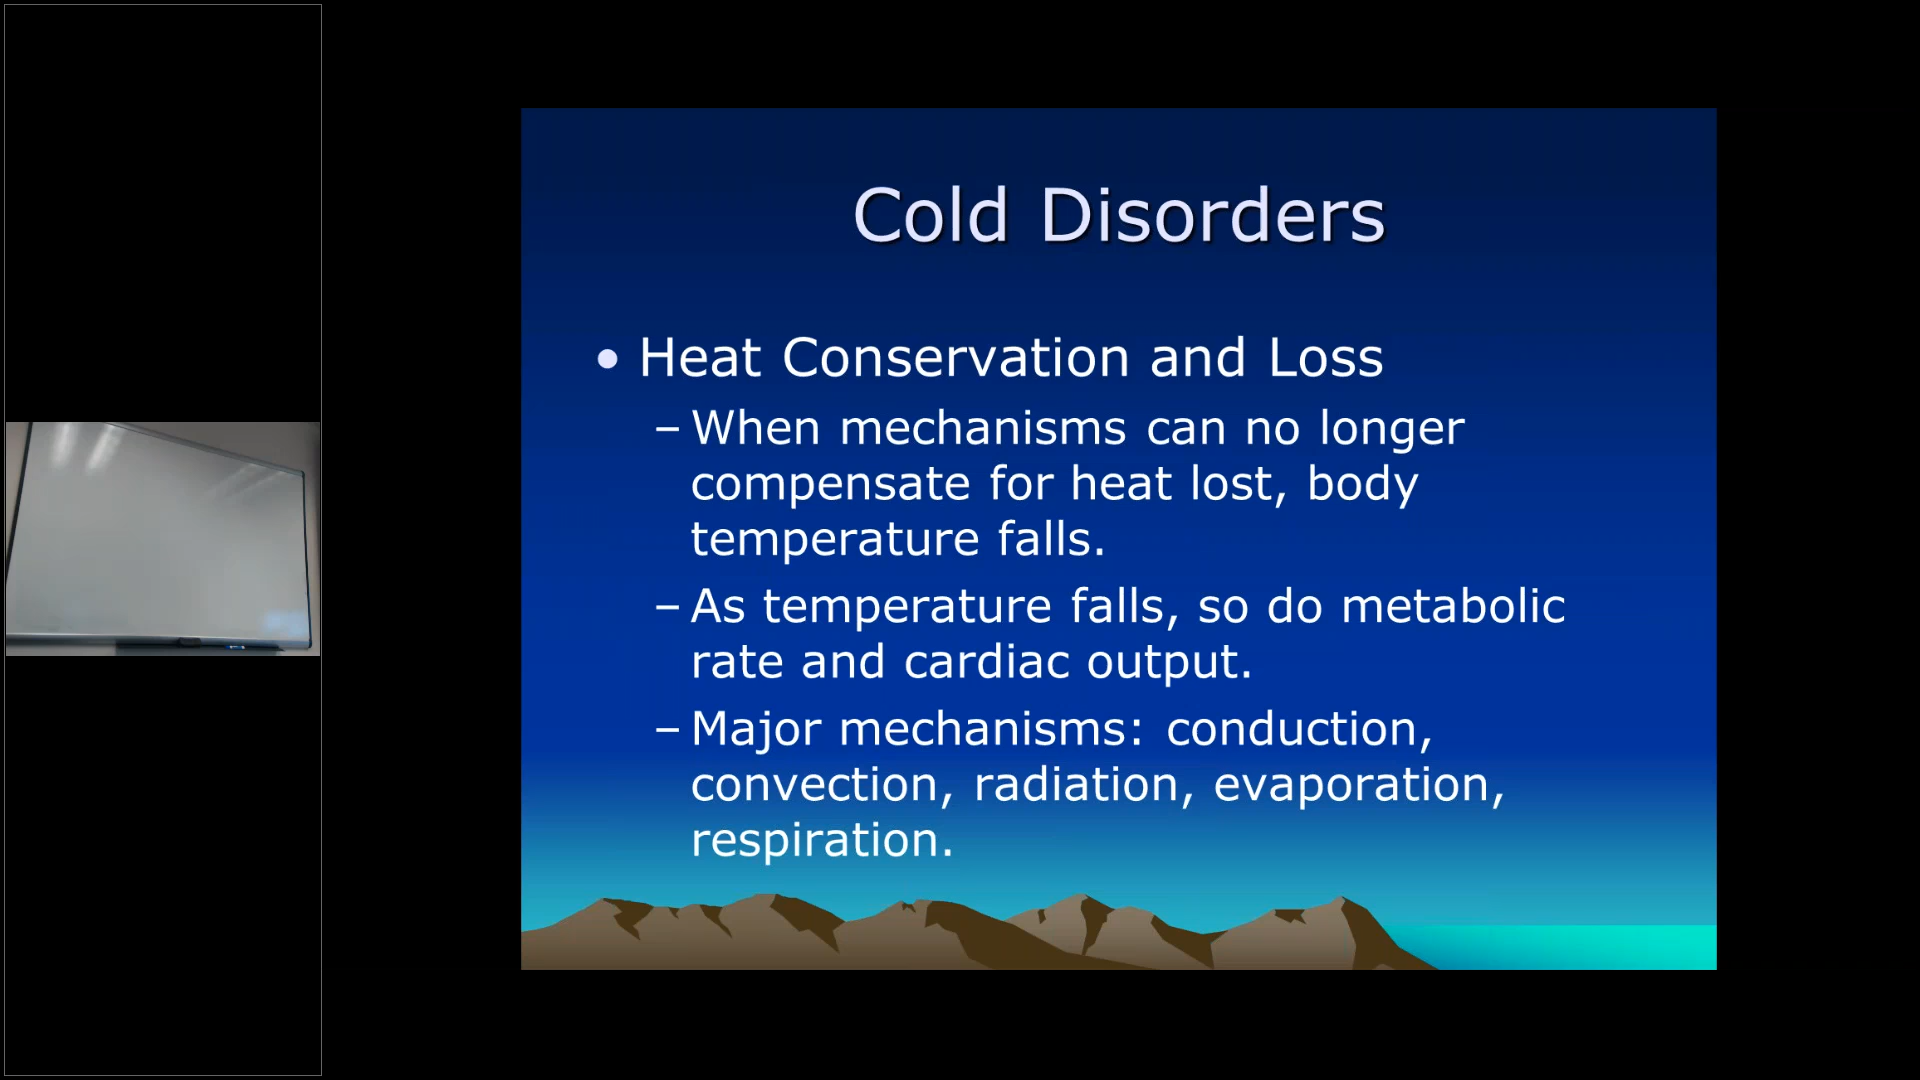 Cold Disorders
• Heat Conservation and Loss
– When mechanisms can no longer
compensate for heat lost, body
temperature falls.
– As temperature falls, so do metabolic
rate and cardiac output.
– Major mechanisms: conduction,
convection, radiation, evaporation,
respiration.